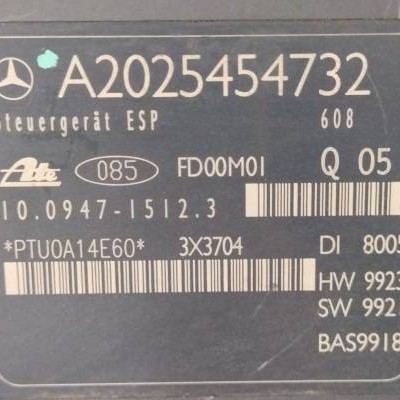 A2025454732
Steuergerät ESP 608
Ate 085 FD00M01 Q 05
10.0947-1512.3
*PTU0A14E60* 3X3704 DI 8005
HW 9923
SW 992
BAS9918